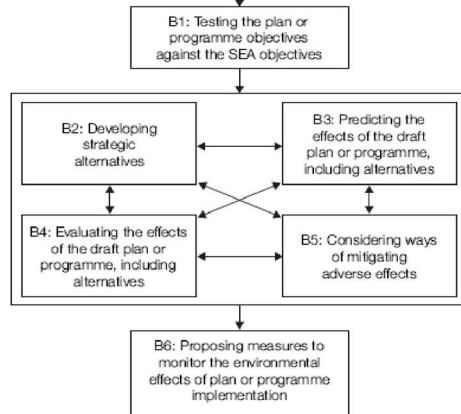 B1: Testing the plan or
programme objectives
against the SEA objectives
B2: Developing
strategic
alternatives
B3: Predicting the
effects of the draft
plan or programme,
including alternatives
B4: Evaluating the effects
of the draft plan or
programme, including
alternatives
B5: Considering ways
of mitigating
adverse effects
B6: Proposing measures to
monitor the environmental
effects of plan or programme
implementation